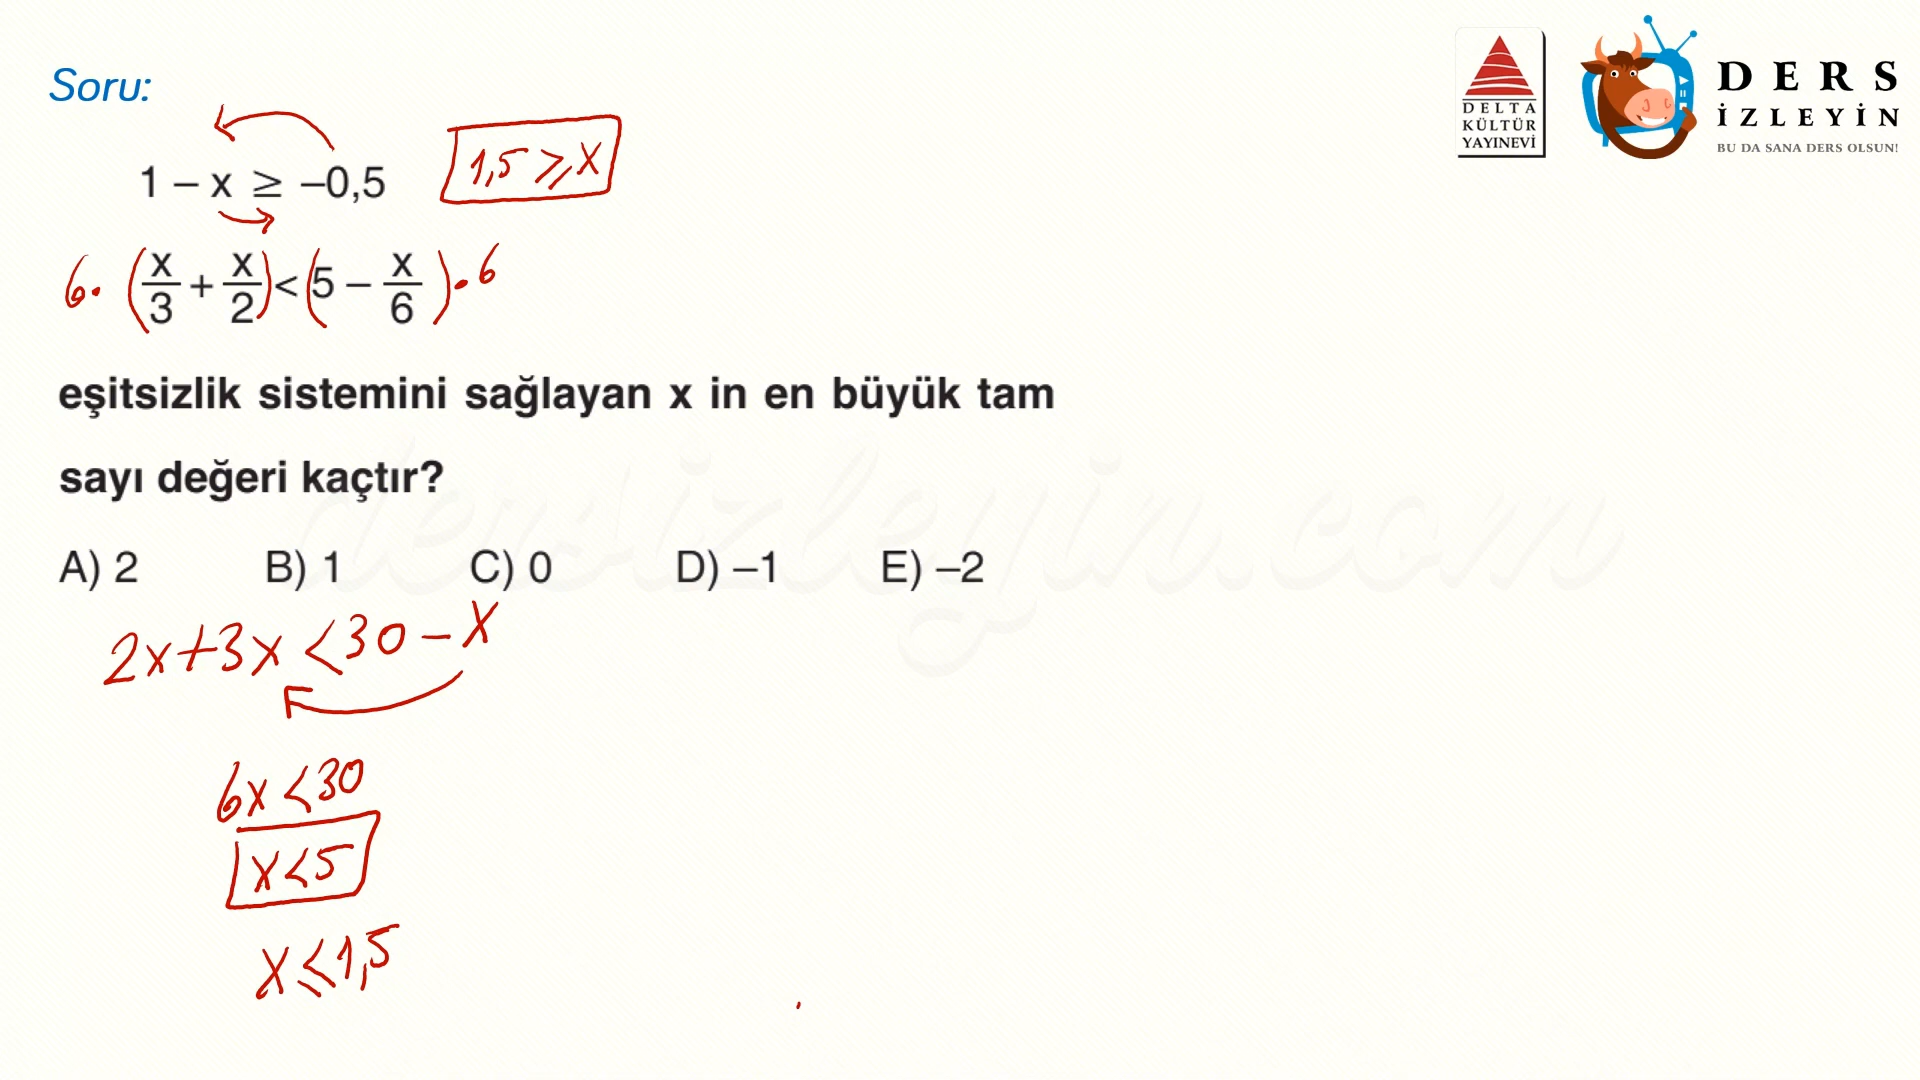 Soru:
1 – x ≥ –0,5
1,5 ≥ x
6. (x/3 + x/2) < (5 – x/6) . 6
eşitsizlik sistemini sağlayan x in en büyük tam
sayı değeri kaçtır?
A) 2 B) 1 C) 0 D) –1 E) –2
2x+3x < 30 – x
6x < 30
x < 5
x ≤ 1,5
DELTA
KÜLTÜR
YAYINEVİ
DERS
İZLEYİN
BU DA SANA DERS OLSUN!
dersizleyin.com